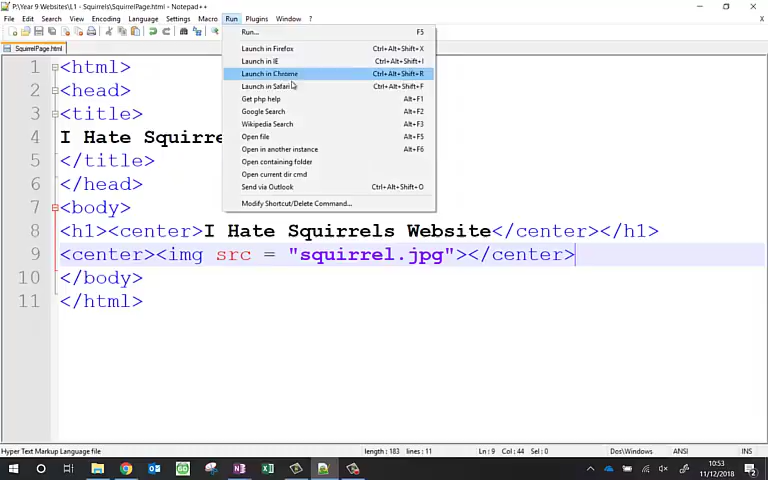 P:\Year 9 Websites\L1 - Squirrels\SquirrelPage.html - Notepad++
File Edit Search View Encoding Language Settings Macro Run Plugins Window ?
SquirrelPage.html
Run... F5
Launch in Firefox Ctrl+Alt+Shift+X
Launch in IE Ctrl+Alt+Shift+I
Launch in Chrome Ctrl+Alt+Shift+R
Launch in Safari Ctrl+Alt+Shift+F
Get php help Alt+F1
Google Search Alt+F2
Wikipedia Search Alt+F3
Open file Alt+F5
Open in another instance Alt+F6
Open containing folder
Open current dir cmd
Send via Outlook Ctrl+Alt+Shift+O
Modify Shortcut/Delete Command...
1 <html>
2 <head>
3 <title>
4 I Hate Squirre
5 </title>
6 </head>
7 <body>
8 <h1><center>I Hate Squirrels Website</center></h1>
9 <center><img src = "squirrel.jpg"></center>
10 </body>
11 </html>
Hyper Text Markup Language file length : 183 lines : 11 Ln : 9 Col : 44 Sel : 0 Dos\Windows ANSI INS
10:53
11/12/2018